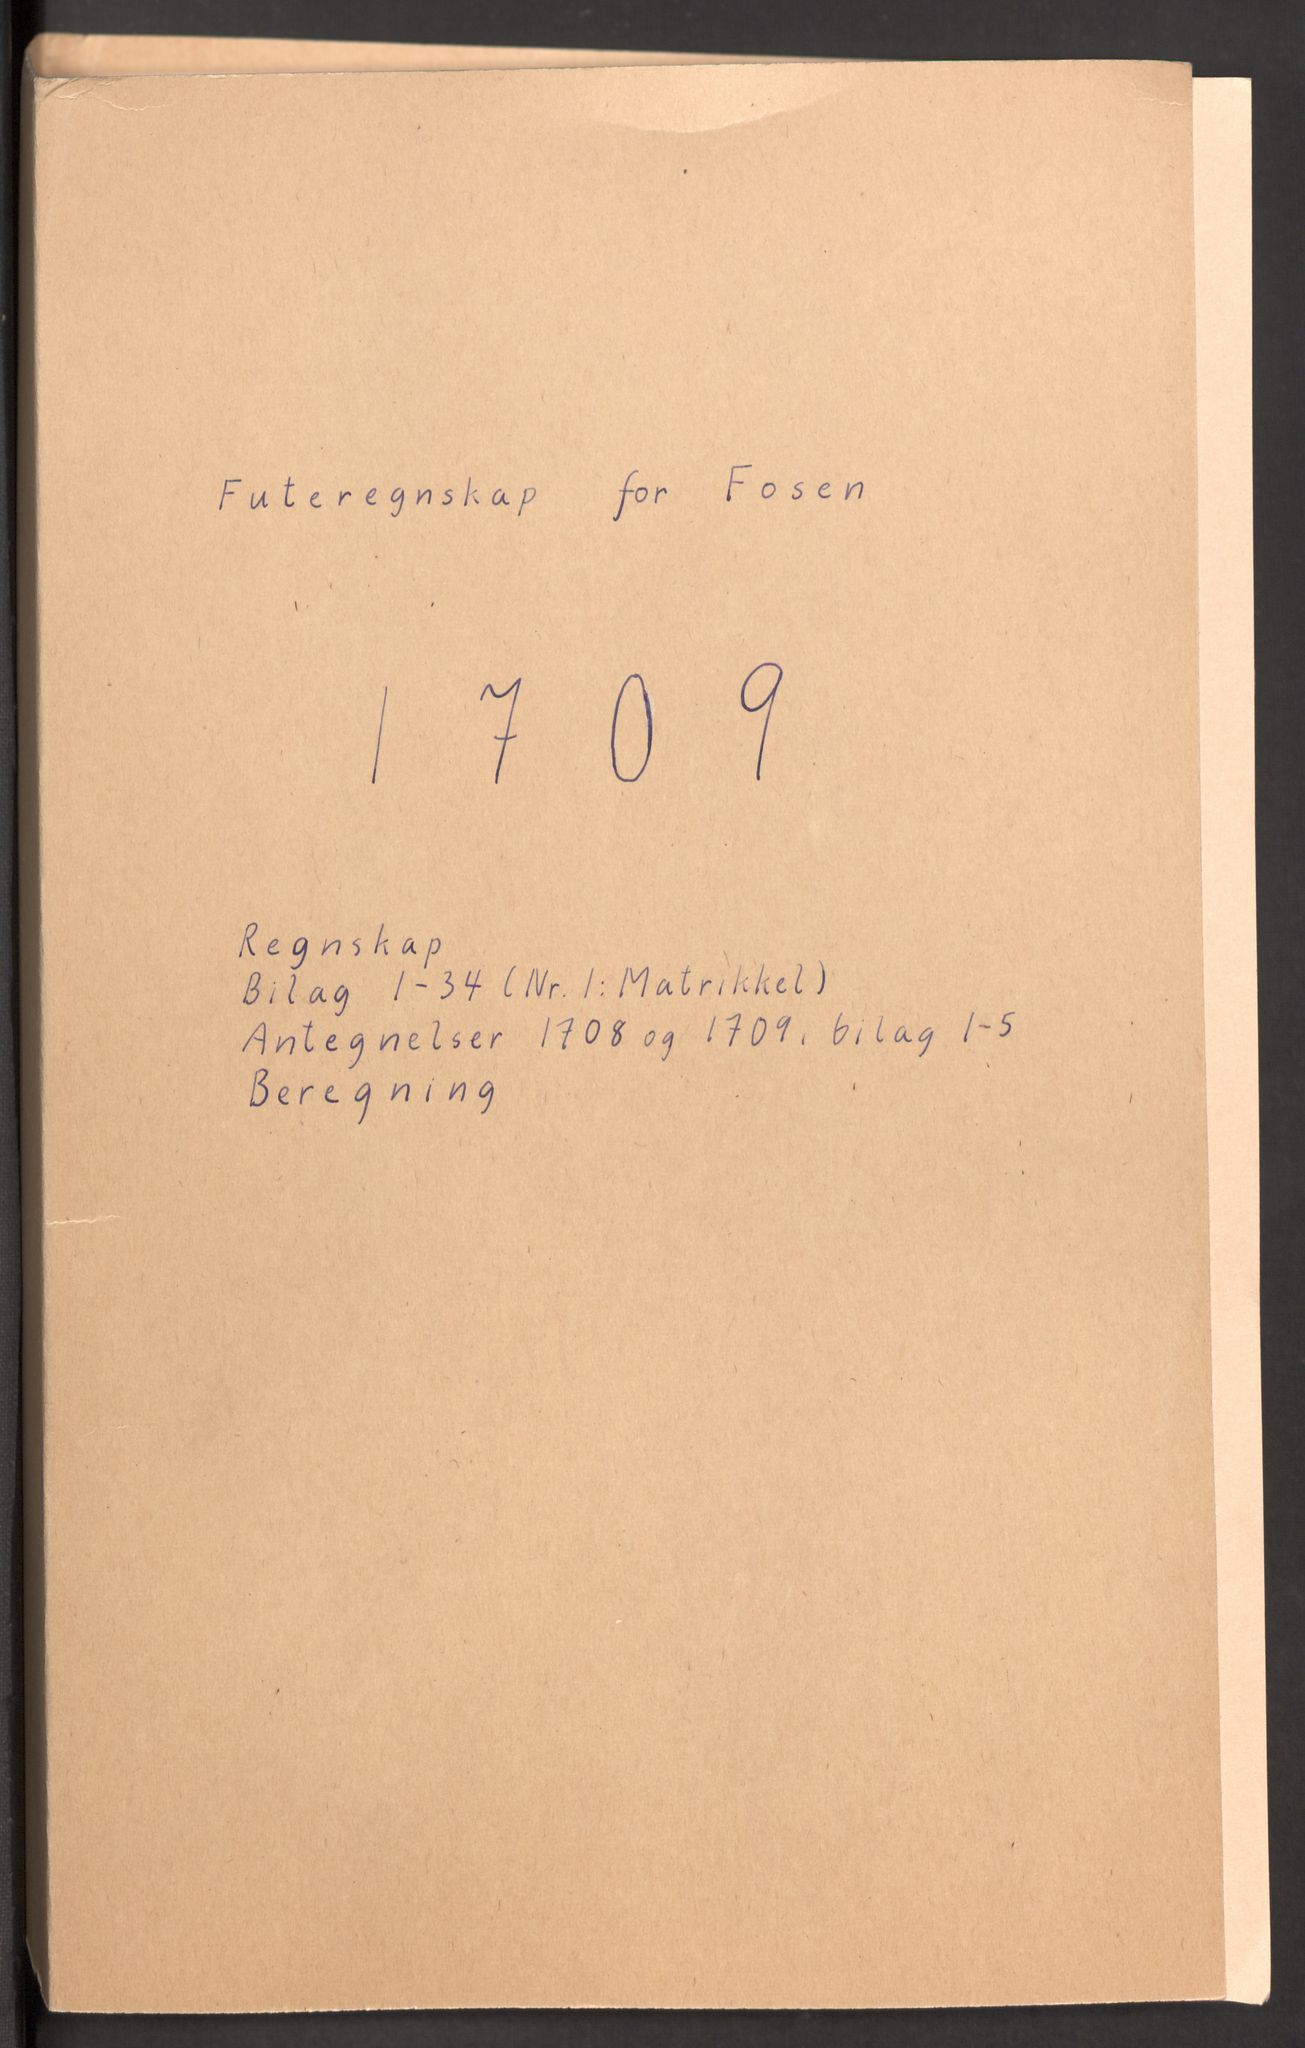 Futeregnskap for Fosen
1709
Regnskap
Bilag 1-34 (Nr. 1: Matrikkel)
Antegnelser 1708 og 1709, bilag 1-5
Beregning